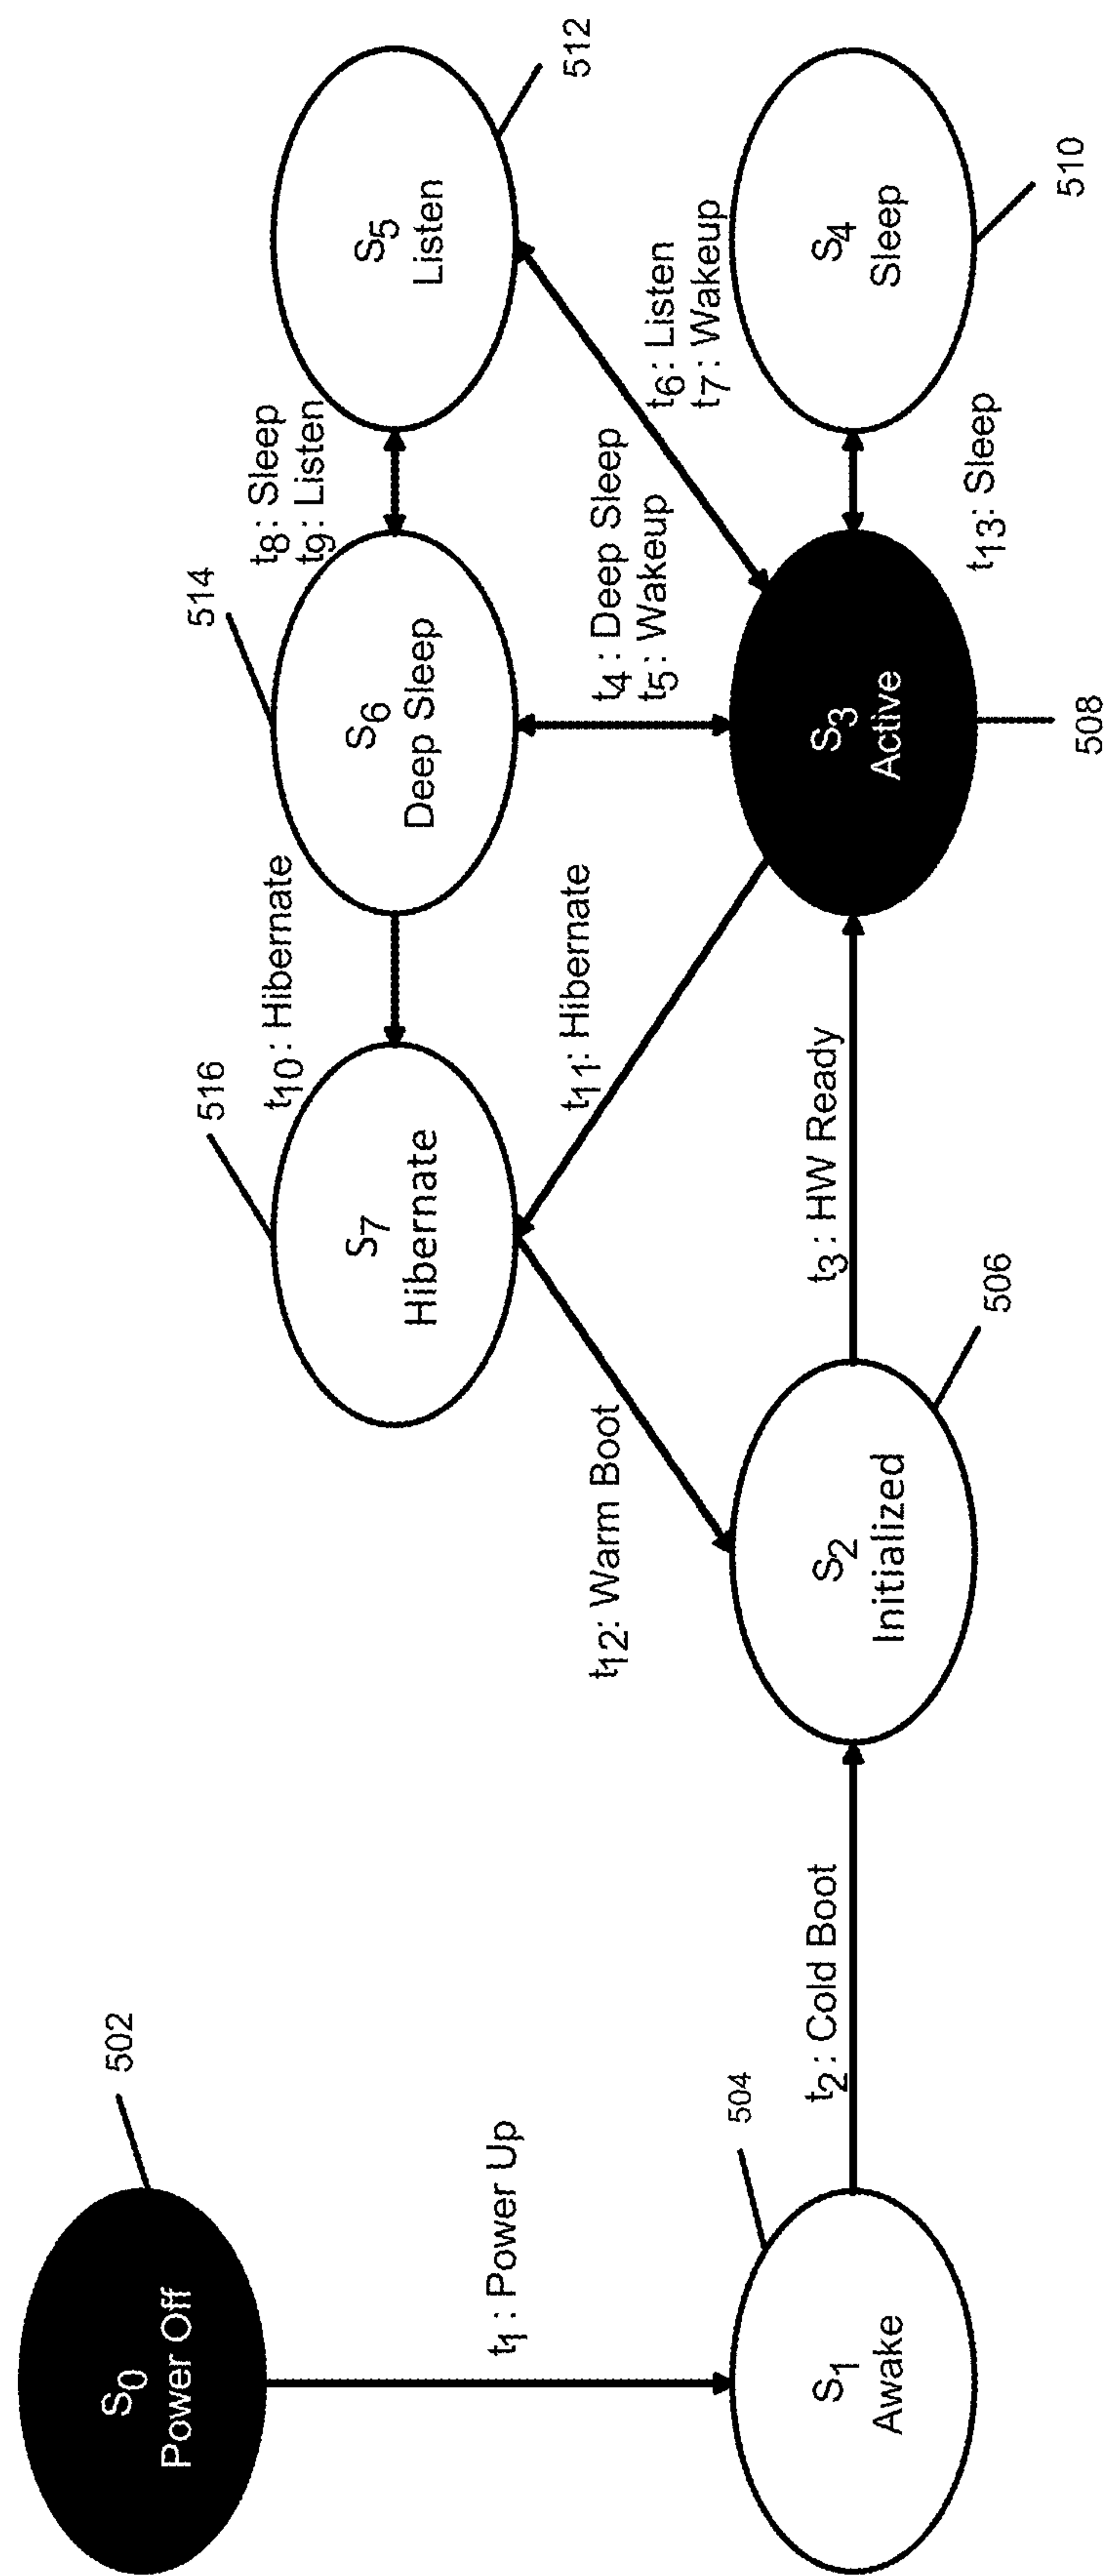 502
S0
Power Off
t1: Power Up
504
S1
Awake
t2: Cold Boot
S2
Initialized
506
t12: Warm Boot
516
S7
Hibernate
t10: Hibernate
t11: Hibernate
t3: HW Ready
514
S6
Deep Sleep
t4: Deep Sleep
t5: Wakeup
S3
Active
508
t8: Sleep
t9: Listen
S5
Listen
512
t6: Listen
t7: Wakeup
t13: Sleep
S4
Sleep
510